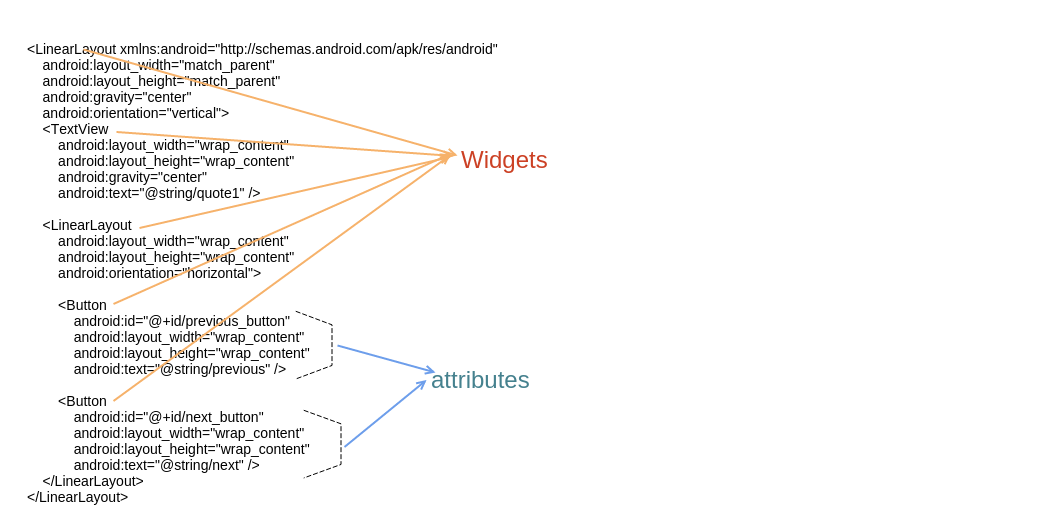 <LinearLayout xmlns:android="http://schemas.android.com/apk/res/android"
android:layout_width="match_parent"
android:layout_height="match_parent"
android:gravity="center"
android:orientation="vertical">
<TextView
android:layout_width="wrap_content"
android:layout_height="wrap_content"
android:gravity="center"
android:text="@string/quote1" />
Widgets
<LinearLayout
android:layout_width="wrap_content"
android:layout_height="wrap_content"
android:orientation="horizontal">
<Button
android:id="@+id/previous_button"
android:layout_width="wrap_content"
android:layout_height="wrap_content"
android:text="@string/previous" />
attributes
<Button
android:id="@+id/next_button"
android:layout_width="wrap_content"
android:layout_height="wrap_content"
android:text="@string/next" />
</LinearLayout>
</LinearLayout>